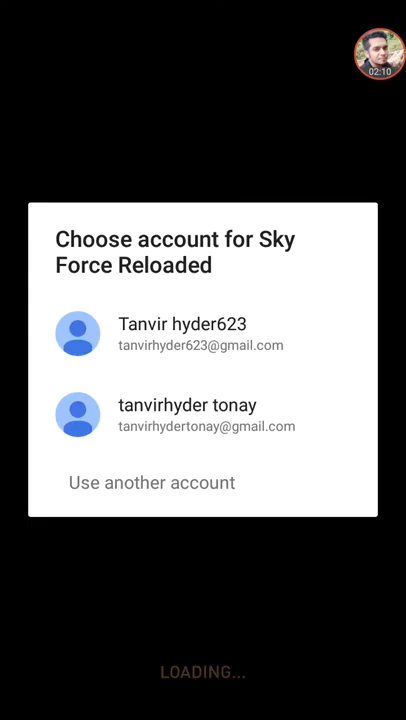 02:10
Choose account for Sky
Force Reloaded
Tanvir hyder623
tanvirhyder623@gmail.com
tanvirhyder tonay
tanvirhydertonay@gmail.com
Use another account
LOADING...